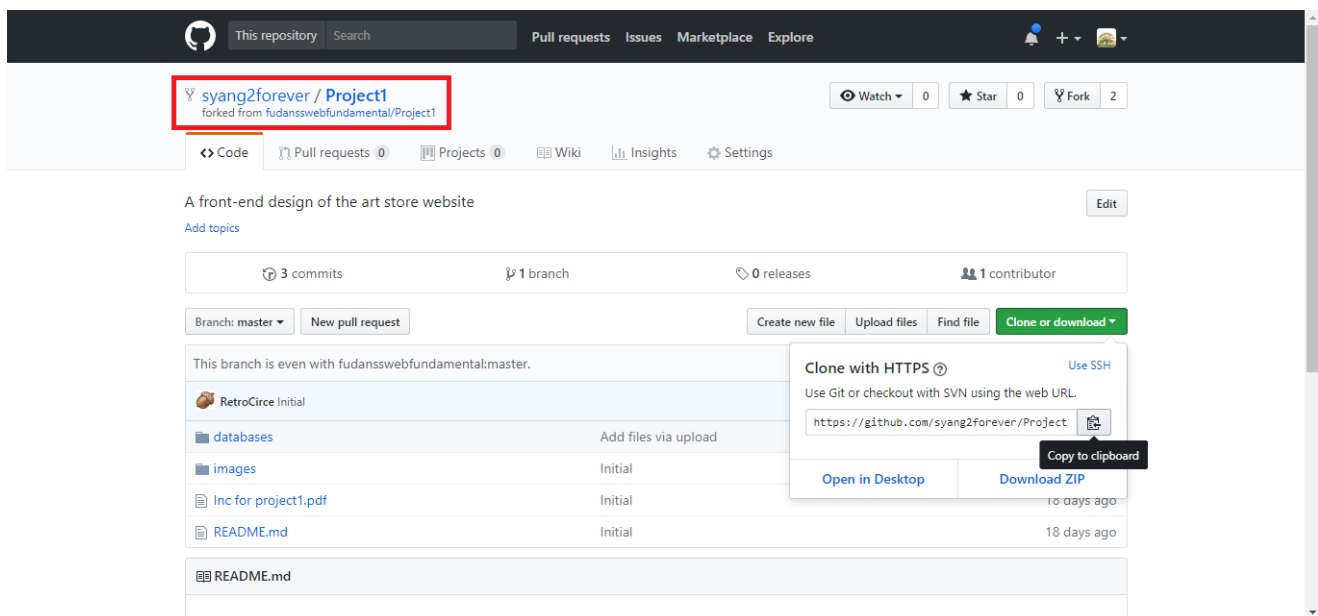 This repository Search Pull requests Issues Marketplace Explore
syang2forever / Project1
forked from fudansswebfundamental/Project1
Watch 0 Star 0 Fork 2
Code Pull requests 0 Projects 0 Wiki Insights Settings
A front-end design of the art store website Edit
Add topics
3 commits 1 branch 0 releases 1 contributor
Branch: master New pull request Create new file Upload files Find file Clone or download
This branch is even with fudansswebfundamental:master.
Clone with HTTPS Use SSH
Use Git or checkout with SVN using the web URL.
RetroCirce Initial
https://github.com/syang2forever/Project
databases Add files via upload
Copy to clipboard
images Initial
Open in Desktop Download ZIP
Inc for project1.pdf Initial 18 days ago
README.md Initial 18 days ago
README.md